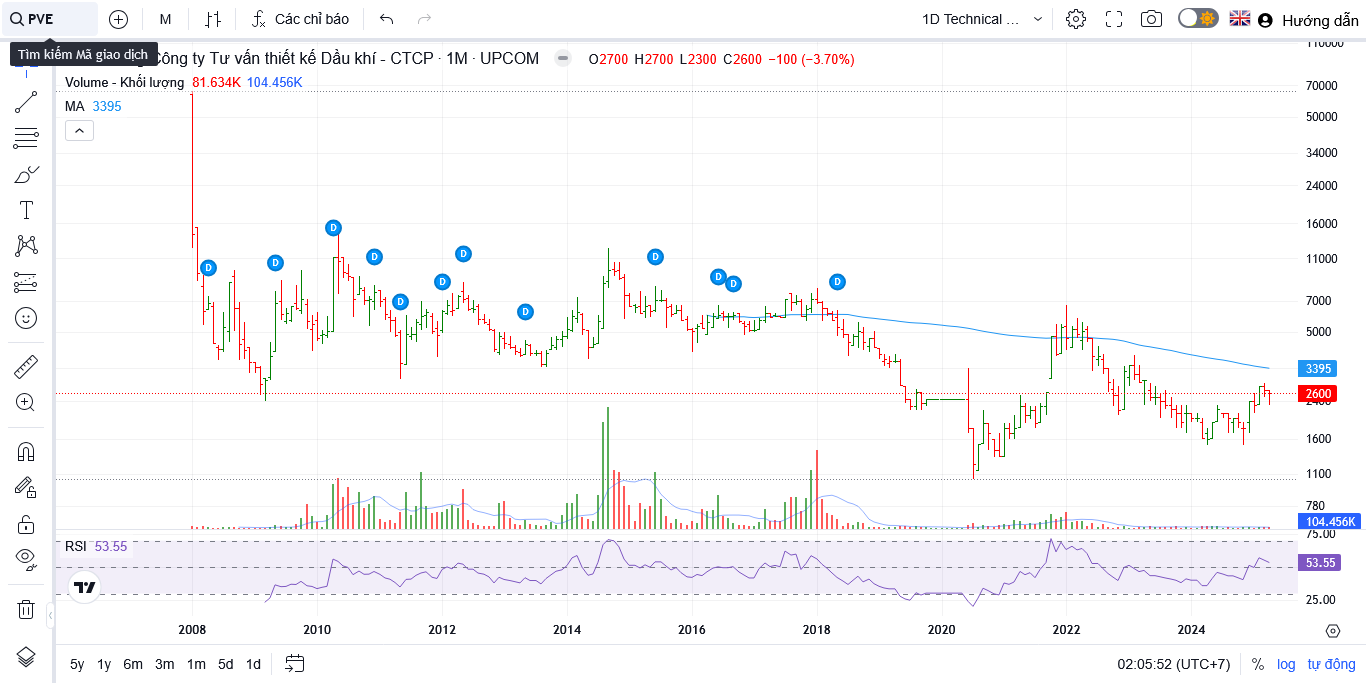 PVE M Các chỉ báo 1D Technical ... Hướng dẫn
Tìm kiếm Mã giao dịch
Công ty Tư vấn thiết kế Dầu khí - CTCP · 1M · UPCOM O2700 H2700 L2300 C2600 −100 (−3.70%)
Volume - Khối lượng 81.634K 104.456K
MA 3395
110000
70000
50000
34000
24000
16000
11000
7000
5000
3395
2600
2400
1600
1100
780
104.456K
75.00
53.55
25.00
D D D D D D D D D D D D
RSI 53.55
2008 2010 2012 2014 2016 2018 2020 2022 2024
5y 1y 6m 3m 1m 5d 1d 02:05:52 (UTC+7) % log tự động